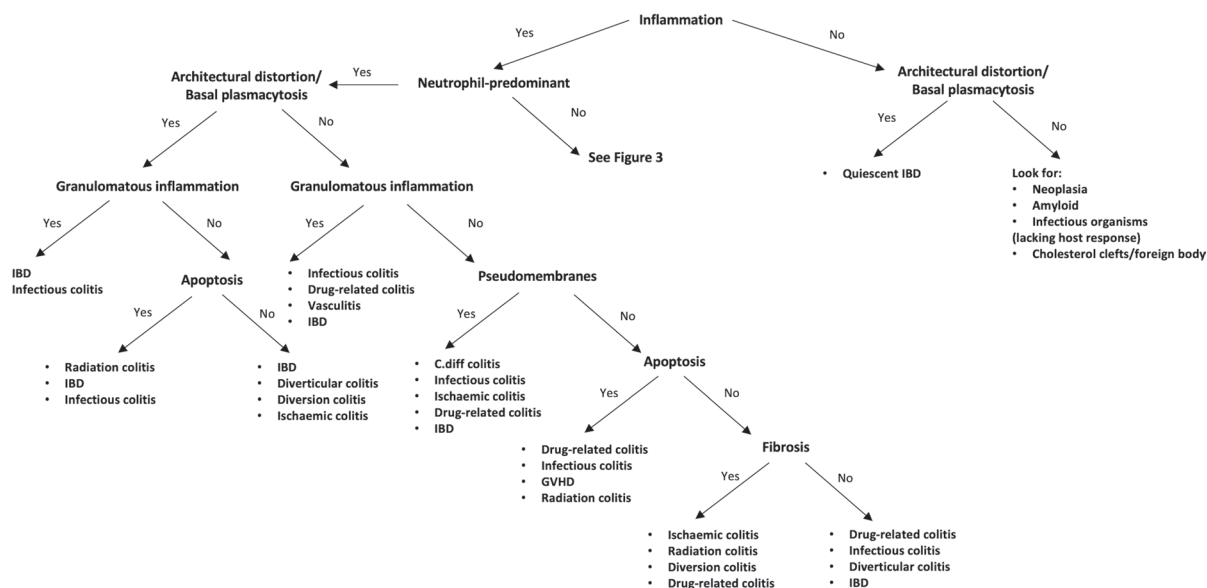 Inflammation
Yes
No
Architectural distortion/
Basal plasmacytosis
Yes
Neutrophil-predominant
Architectural distortion/
Basal plasmacytosis
Yes
No
No
Yes
No
See Figure 3
• Quiescent IBD
Look for:
• Neoplasia
• Amyloid
• Infectious organisms
(lacking host response)
• Cholesterol clefts/foreign body
Granulomatous inflammation
Granulomatous inflammation
Yes
No
Yes
No
IBD
Infectious colitis
Apoptosis
• Infectious colitis
• Drug-related colitis
• Vasculitis
• IBD
Pseudomembranes
Yes
No
Yes
No
• Radiation colitis
• IBD
• Infectious colitis
• IBD
• Diverticular colitis
• Diversion colitis
• Ischaemic colitis
• C.diff colitis
• Infectious colitis
• Ischaemic colitis
• Drug-related colitis
• IBD
Apoptosis
Yes
No
• Drug-related colitis
• Infectious colitis
• GVHD
• Radiation colitis
Fibrosis
Yes
No
• Ischaemic colitis
• Radiation colitis
• Diversion colitis
• Drug-related colitis
• Drug-related colitis
• Infectious colitis
• Diverticular colitis
• IBD